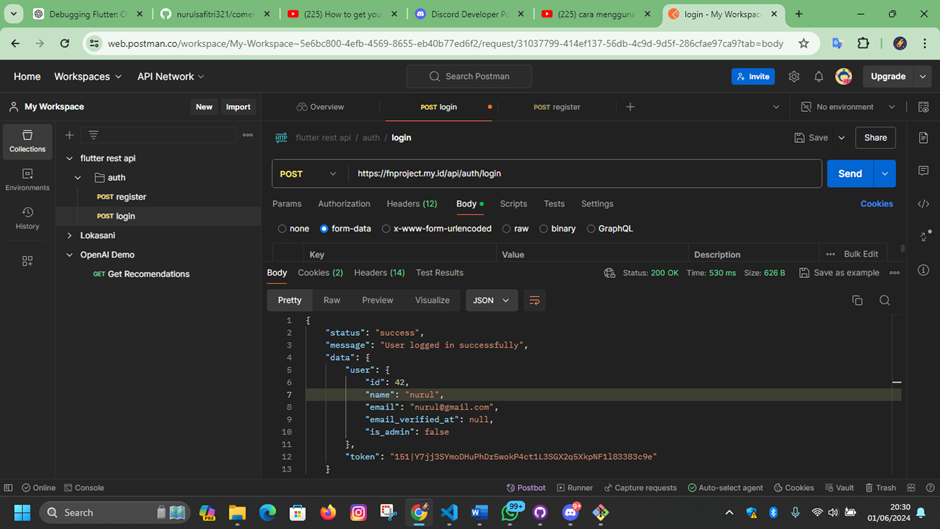 Debugging Flutter: C
nurulsafitri321/comer
(225) How to get your
Discord Developer Po
(225) cara menggunal
login - My Workspace
web.postman.co/workspace/My-Workspace~5e6bc800-4efb-4569-8655-eb40b77ed6f2/request/31037799-414ef137-56db-4c9d-9d5f-286cfae97ca9?tab=body
Home Workspaces API Network Search Postman Invite Upgrade
My Workspace New Import Overview POST login POST register No environment
Collections
Environments
History
flutter rest api
auth
POST register
POST login
Lokasani
OpenAI Demo
GET Get Recomendations
flutter rest api / auth / login Save Share
POST https://fnproject.my.id/api/auth/login Send
Params Authorization Headers (12) Body Scripts Tests Settings Cookies
none form-data x-www-form-urlencoded raw binary GraphQL
Key Value Description Bulk Edit
Body Cookies (2) Headers (14) Test Results Status: 200 OK Time: 530 ms Size: 626 B Save as example
Pretty Raw Preview Visualize JSON
1 {
2 "status": "success",
3 "message": "User logged in successfully",
4 "data": {
5 "user": {
6 "id": 42,
7 "name": "nurul",
8 "email": "nurul@gmail.com",
9 "email_verified_at": null,
10 "is_admin": false
11 },
12 "token": "151|Y7jj3SYmoDHuPhDr5wokP4ct1L3SGX2q5XkpNF1l83383c9e"
13 }
Online Console Postbot Runner Capture requests Auto-select agent Cookies Vault Trash
Search 99+ 20:30
01/06/2024